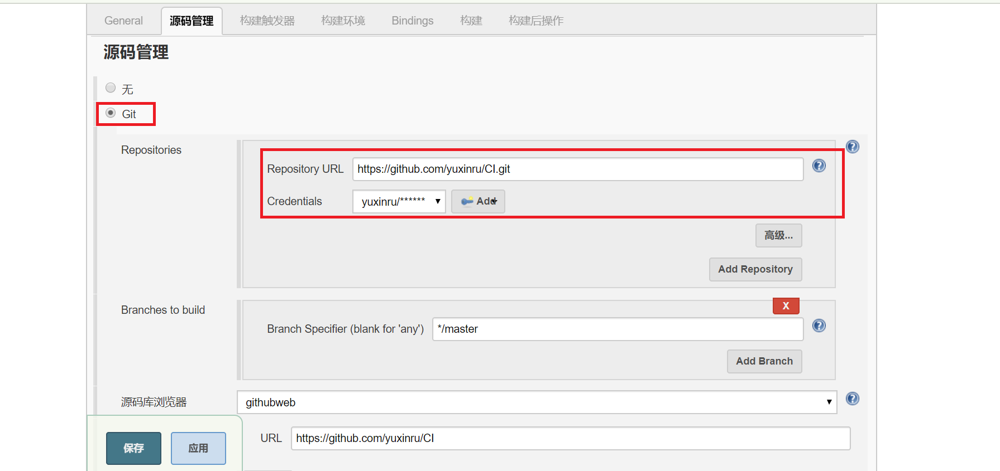 General 源码管理 构建触发器 构建环境 Bindings 构建 构建后操作
源码管理
无
Git
Repositories
Repository URL https://github.com/yuxinru/CI.git
Credentials yuxinru/****** Add
高级...
Add Repository
Branches to build
X
Branch Specifier (blank for 'any') */master
Add Branch
源码库浏览器 githubweb
URL https://github.com/yuxinru/CI
保存 应用